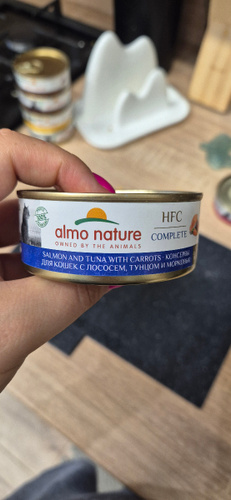 almo nature
OWNED BY THE ANIMALS
HFC
COMPLETE
SALMON AND TUNA WITH CARROTS • КОНСЕРВЫ
ДЛЯ КОШЕК С ЛОСОСЕМ, ТУНЦОМ И МОРКОВЬЮ